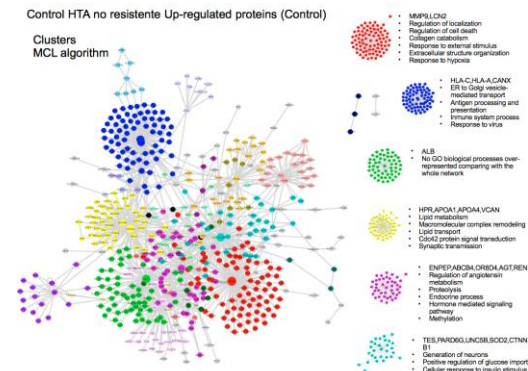 Control HTA no resistente Up-regulated proteins (Control)
Clusters
MCL algorithm
• MMP9,LCN2
• Regulation of localization
• Regulation of cell death
• Collagen catabolism
• Response to external stimulus
• Extracellular structure organization
• Response to hypoxia
• HLA-C,HLA-A,CANX
• ER to Golgi vesicle-
mediated transport
• Antigen processing and
presentation
• Inmune system process
• Response to virus
• ALB
• No GO biological processes over-
represented comparing with the
whole network
• HPR,APOA1,APOA4,VCAN
• Lipid metabolism
• Macromolecular complex remodeling
• Lipid transport
• Cdc42 protein signal transduction
• Synaptic transmission
• ENPEP,ABCB4,OR8D4,AGT,REN
• Regulation of angiotensin
metabolism
• Proteolysis
• Endocrine process
• Hormone mediated signaling
pathway
• Methylation
• TES,PARD6G,UNC5B,SOD2,CTNN
B1
• Generation of neurons
• Positive regulation of glucose import
• Cellular response to insulin stimulus